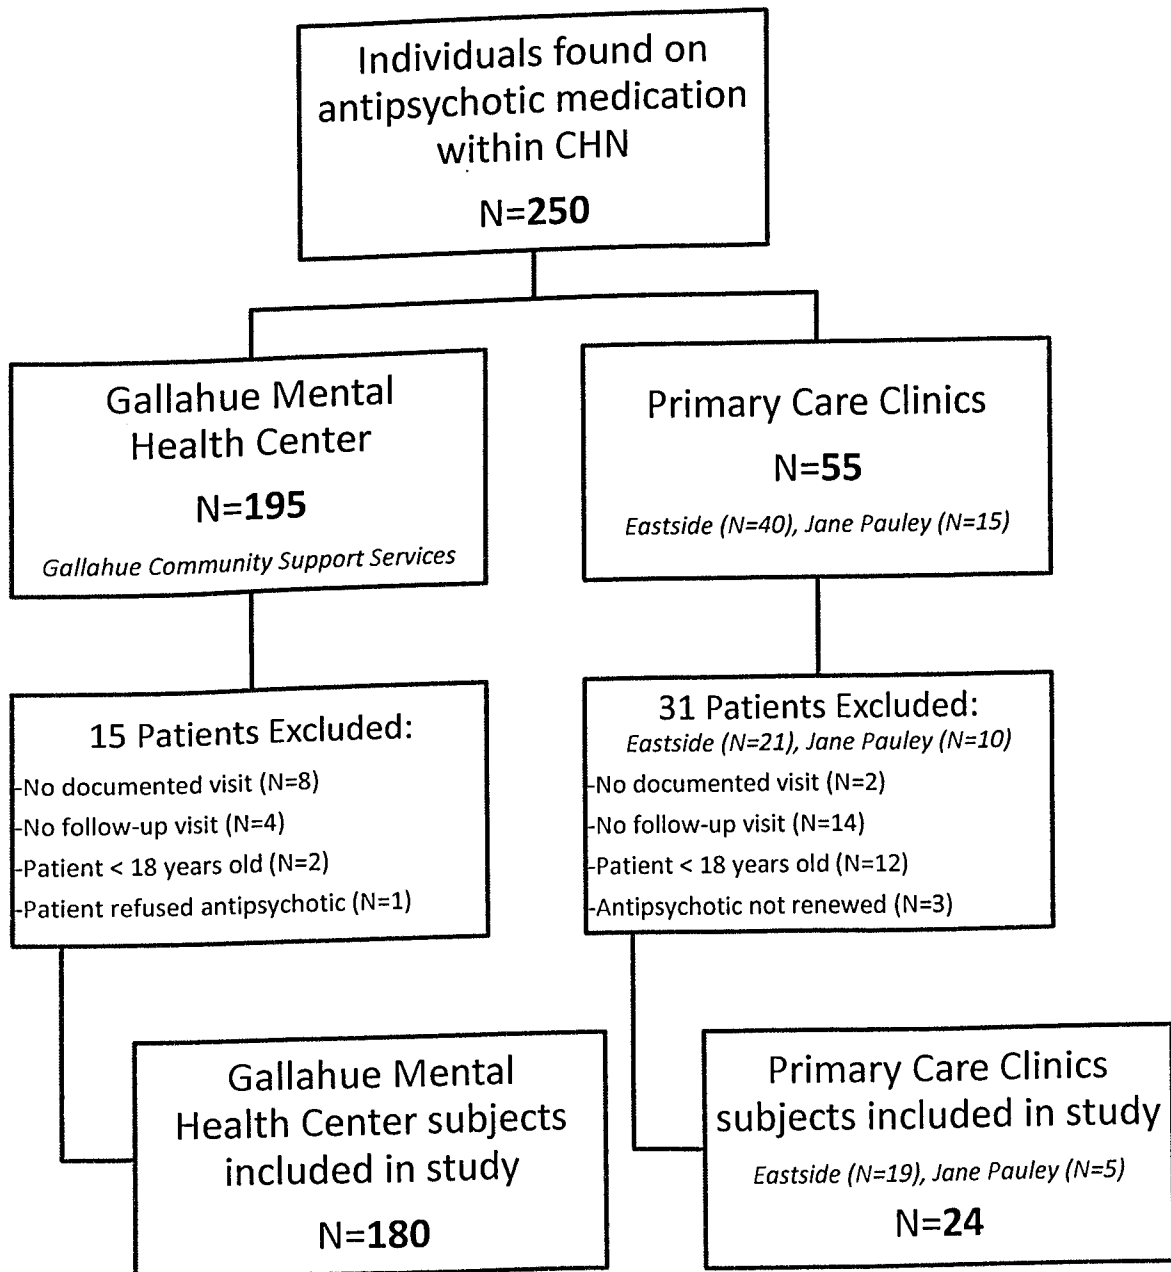 Individuals found on
antipsychotic medication
within CHN
N=250
Gallahue Mental
Health Center
N=195
Gallahue Community Support Services
Primary Care Clinics
N=55
Eastside (N=40), Jane Pauley (N=15)
15 Patients Excluded:
-No documented visit (N=8)
-No follow-up visit (N=4)
-Patient < 18 years old (N=2)
-Patient refused antipsychotic (N=1)
31 Patients Excluded:
Eastside (N=21), Jane Pauley (N=10)
-No documented visit (N=2)
-No follow-up visit (N=14)
-Patient < 18 years old (N=12)
-Antipsychotic not renewed (N=3)
Gallahue Mental
Health Center subjects
included in study
N=180
Primary Care Clinics
subjects included in study
Eastside (N=19), Jane Pauley (N=5)
N=24